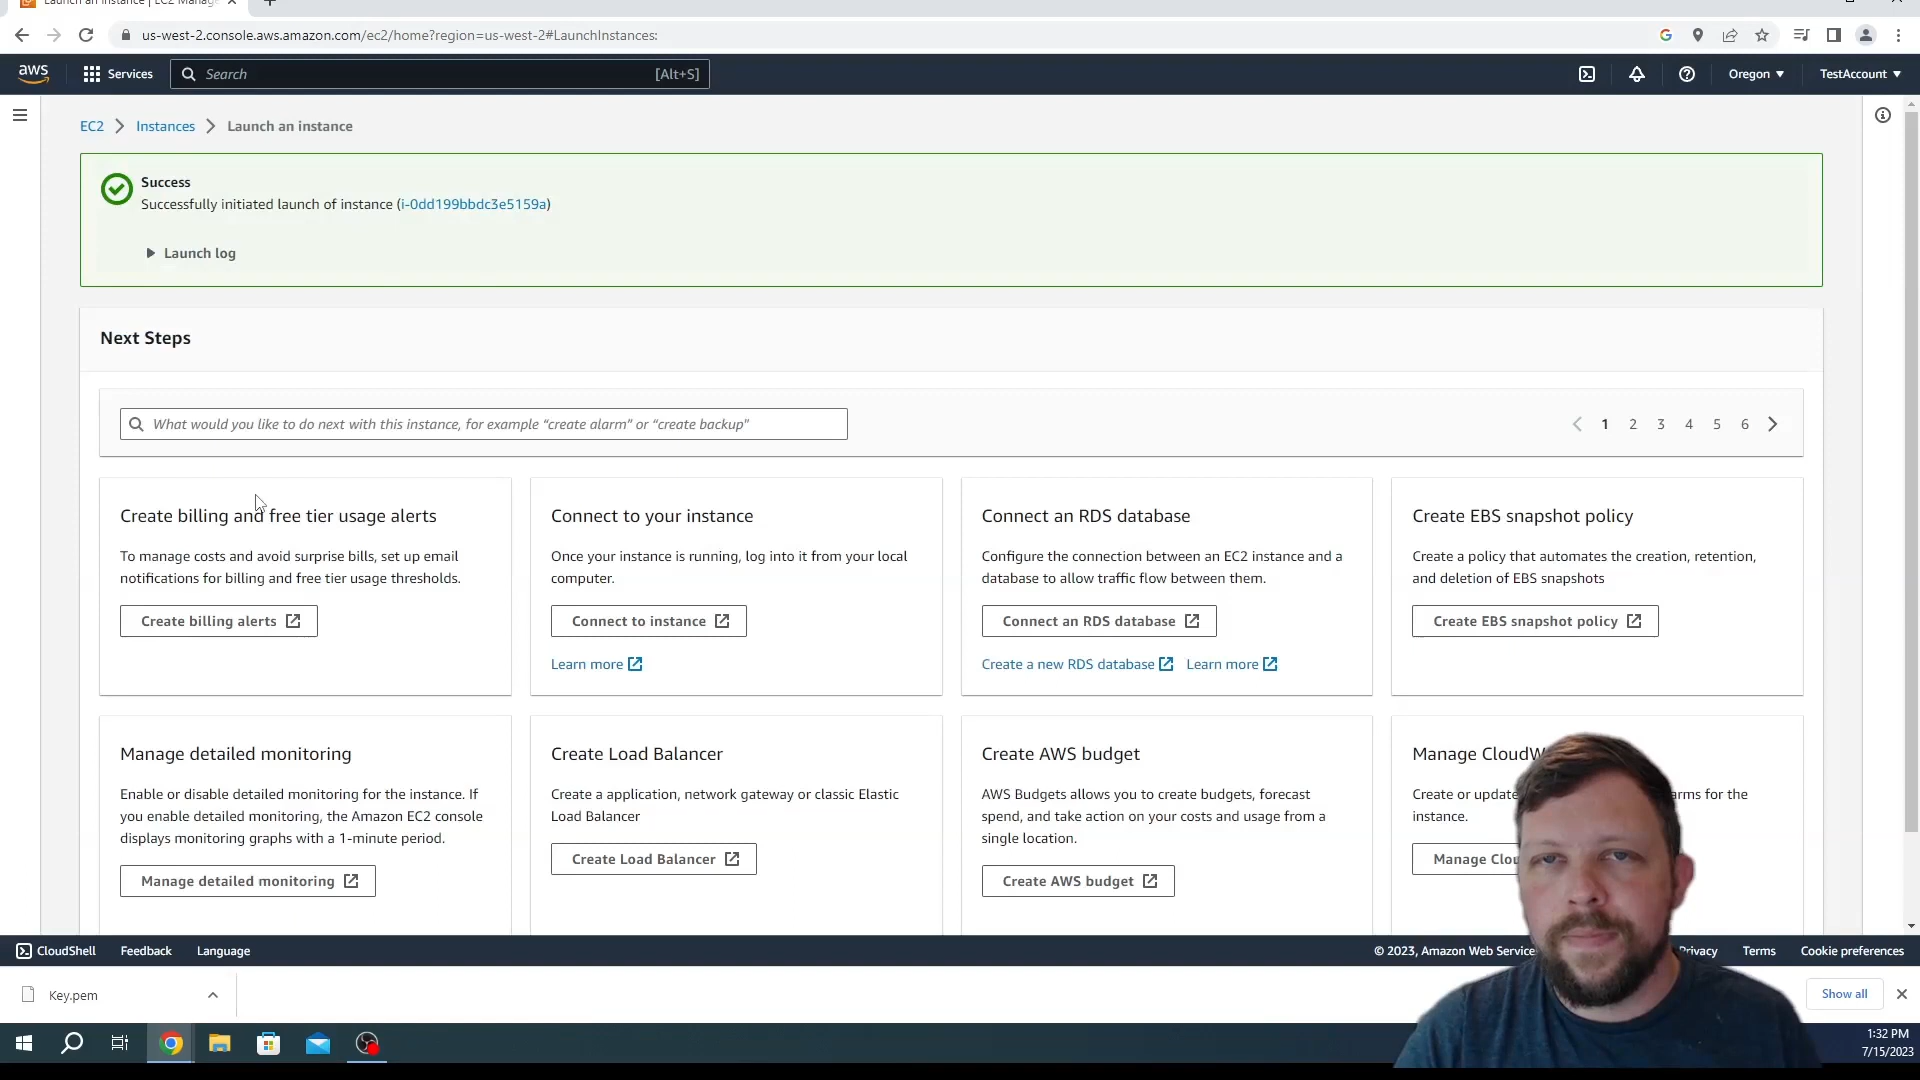 Launch an instance | EC2 Manag
us-west-2.console.aws.amazon.com/ec2/home?region=us-west-2#LaunchInstances:
aws
Services
Search
[Alt+S]
Oregon
TestAccount
EC2
Instances
Launch an instance
Success
Successfully initiated launch of instance (i-0dd199bbdc3e5159a)
Launch log
Next Steps
What would you like to do next with this instance, for example “create alarm” or “create backup”
1 2 3 4 5 6
Create billing and free tier usage alerts
To manage costs and avoid surprise bills, set up email
notifications for billing and free tier usage thresholds.
Create billing alerts
Connect to your instance
Once your instance is running, log into it from your local
computer.
Connect to instance
Learn more
Connect an RDS database
Configure the connection between an EC2 instance and a
database to allow traffic flow between them.
Connect an RDS database
Create a new RDS database Learn more
Create EBS snapshot policy
Create a policy that automates the creation, retention,
and deletion of EBS snapshots
Create EBS snapshot policy
Manage detailed monitoring
Enable or disable detailed monitoring for the instance. If
you enable detailed monitoring, the Amazon EC2 console
displays monitoring graphs with a 1-minute period.
Manage detailed monitoring
Create Load Balancer
Create a application, network gateway or classic Elastic
Load Balancer
Create Load Balancer
Create AWS budget
AWS Budgets allows you to create budgets, forecast
spend, and take action on your costs and usage from a
single location.
Create AWS budget
Manage CloudW
Create or update arms for the
instance.
Manage Clou
CloudShell
Feedback
Language
© 2023, Amazon Web Service
Privacy
Terms
Cookie preferences
Key.pem
Show all
1:32 PM
7/15/2023